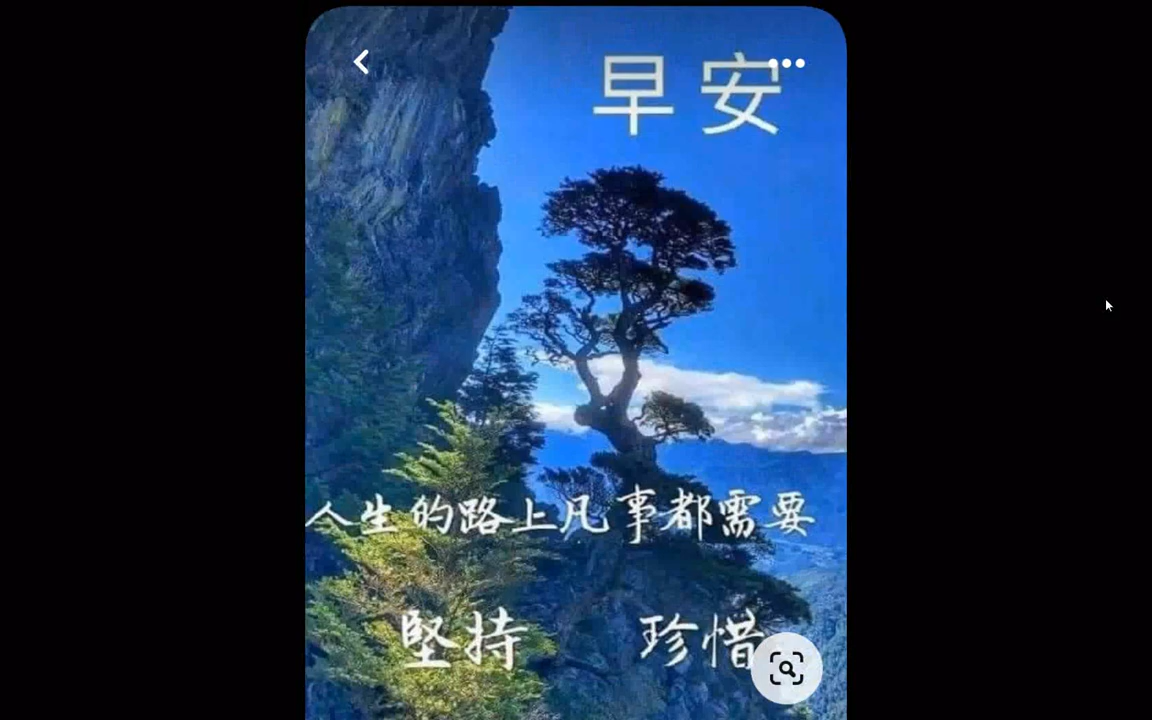 早安
人生的路上凡事都需要
堅持 珍惜